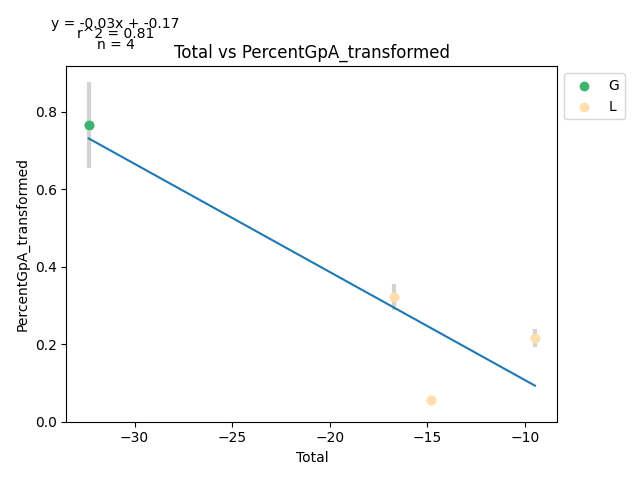 y = -0.03x + -0.17
r^2 = 0.81
n = 4
Total vs PercentGpA_transformed
G
L
PercentGpA_transformed
0.8
0.6
0.4
0.2
0.0
−30
−25
−20
−15
−10
Total